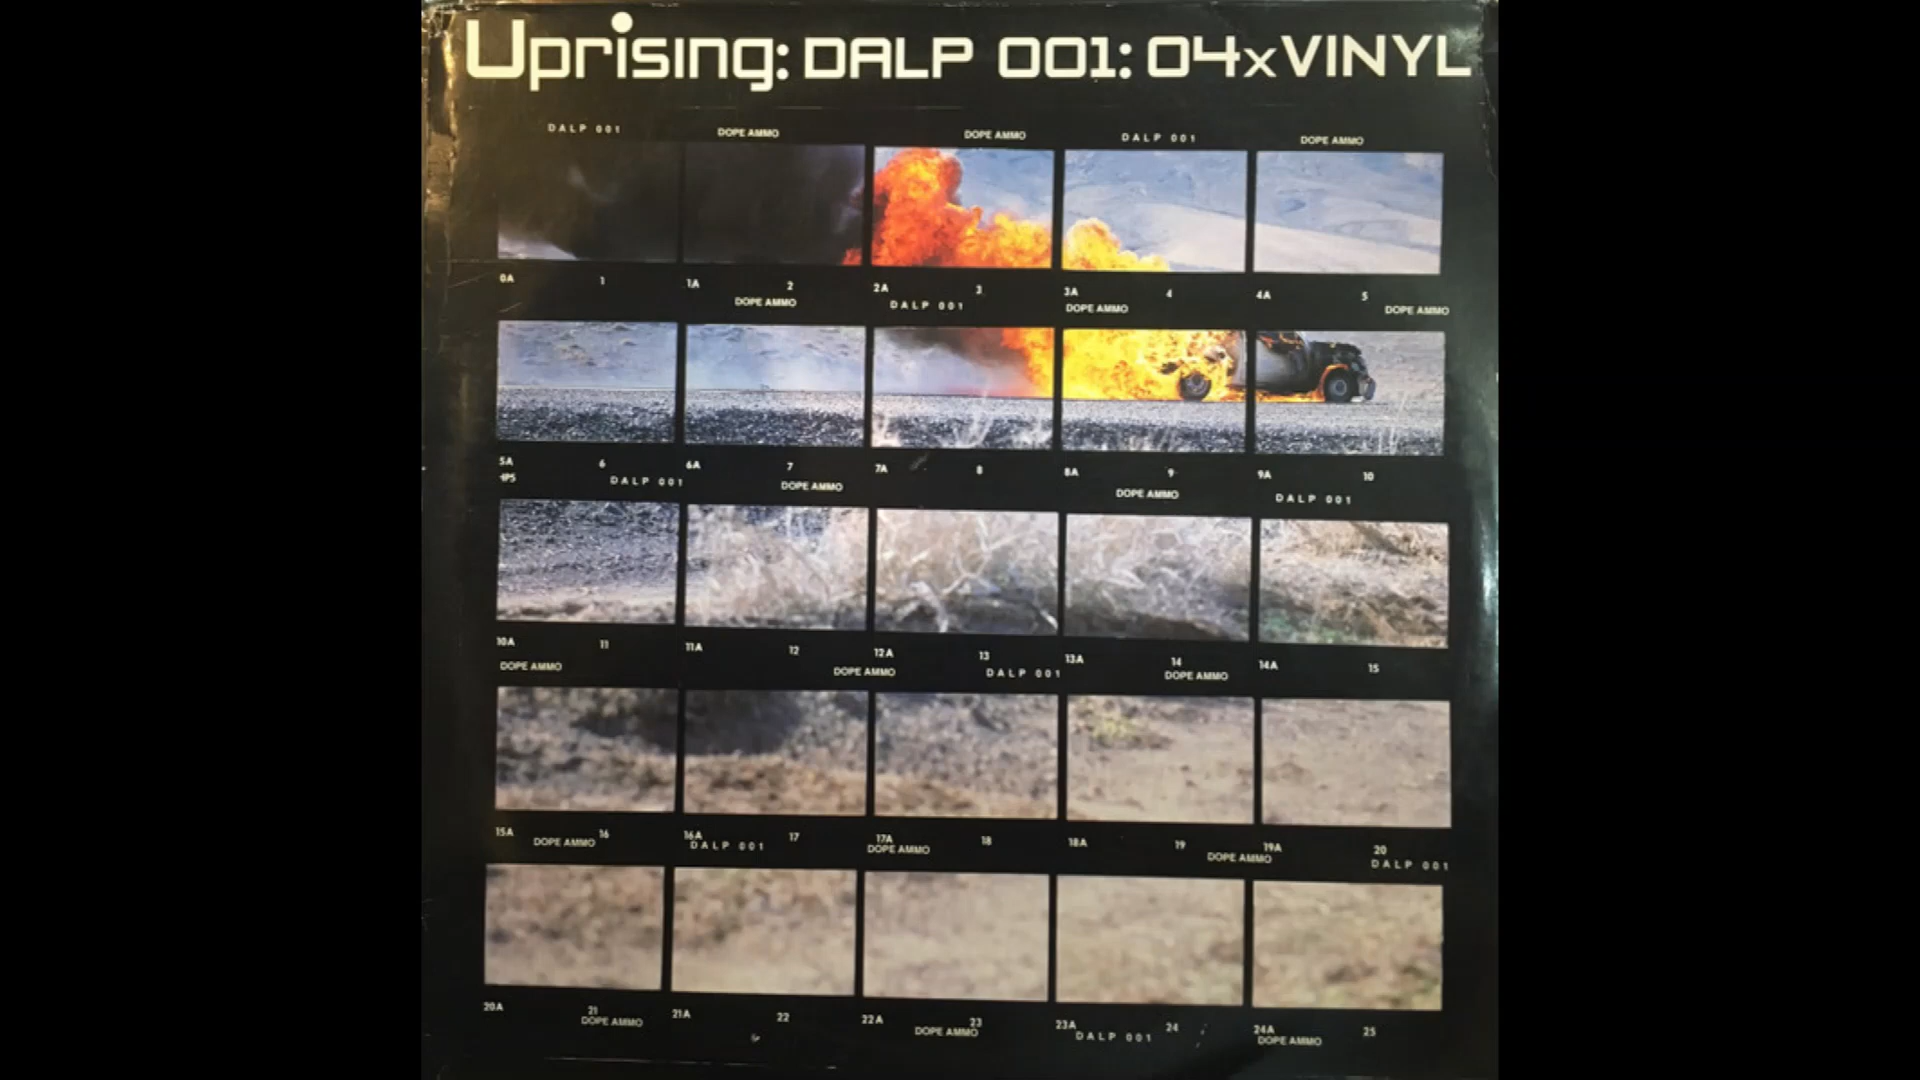 Uprising: DALP 001: 04xVINYL
DALP 001 DOPE AMMO DOPE AMMO DALP 001 DOPE AMMO
0A 1 1A 2 2A 3 3A 4 4A 5
DOPE AMMO DALP 001 DOPE AMMO DOPE AMMO
5A 6 6A 7 7A 8 8A 9 9A 10
DALP 001 DOPE AMMO DOPE AMMO DALP 001
10A 11 11A 12 12A 13 13A 14 14A 15
DOPE AMMO DOPE AMMO DALP 001 DOPE AMMO
15A 16 16A 17 17A 18 18A 19 19A 20
DOPE AMMO DALP 001 DOPE AMMO DOPE AMMO DALP 001
20A 21 21A 22 22A 23 23A 24 24A 25
DOPE AMMO DOPE AMMO DALP 001 DOPE AMMO